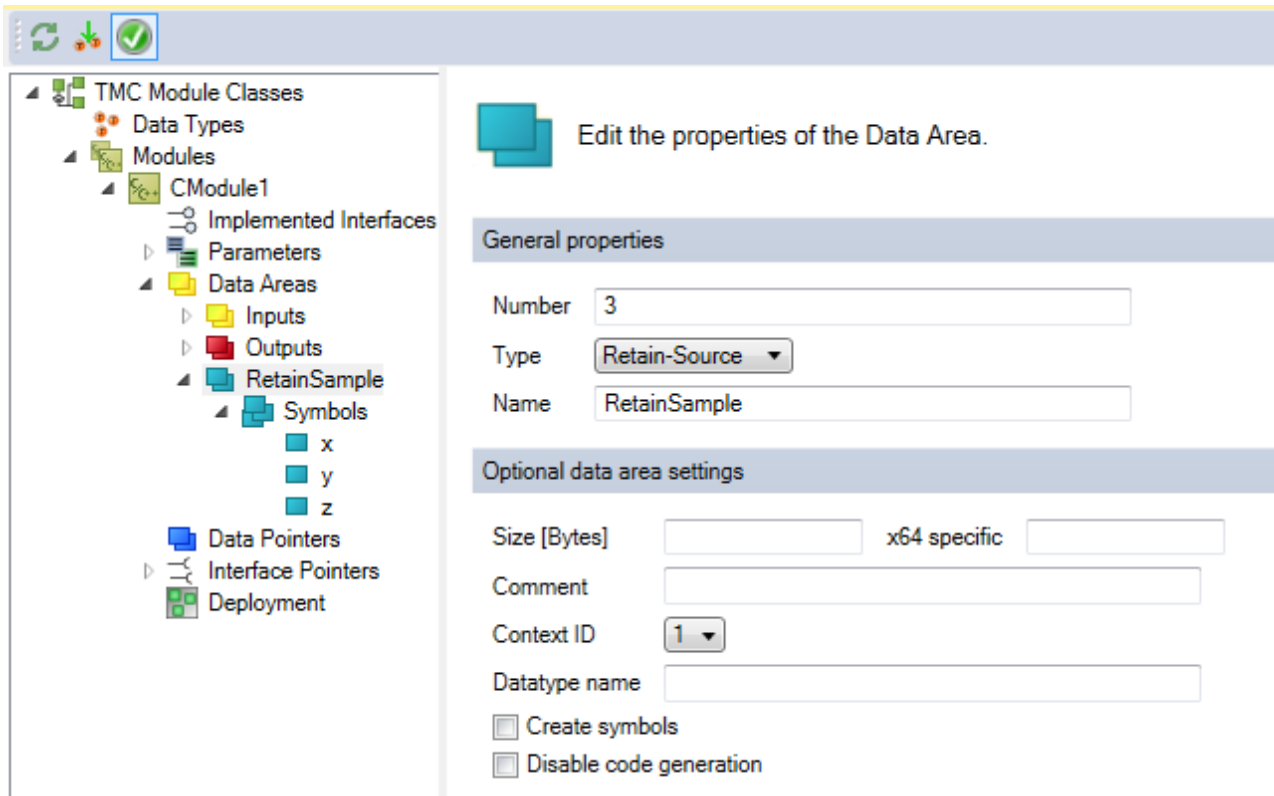 TMC Module Classes
Data Types
Modules
CModule1
Implemented Interfaces
Parameters
Data Areas
Inputs
Outputs
RetainSample
Symbols
x
y
z
Data Pointers
Interface Pointers
Deployment
Edit the properties of the Data Area.
General properties
Number 3
Type Retain-Source
Name RetainSample
Optional data area settings
Size [Bytes] x64 specific
Comment
Context ID 1
Datatype name
Create symbols
Disable code generation